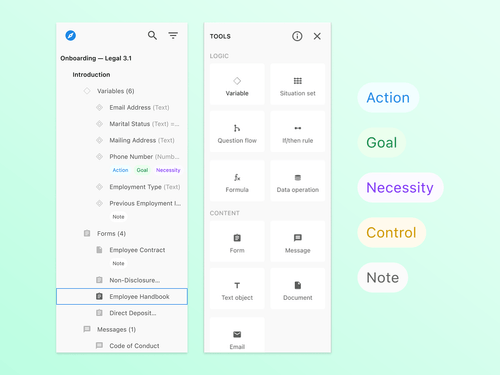 Onboarding — Legal 3.1
Introduction
Variables (6)
Email Address (Text)
Marital Status (Text) =...
Mailing Address (Text)
Phone Number (Numb...
Action Goal Necessity
Employment Type (Text)
Previous Employment I...
Note
Forms (4)
Employee Contract
Note
Non-Disclosure...
Employee Handbook
Direct Deposit...
Messages (1)
Code of Conduct
TOOLS
LOGIC
Variable Situation set
Question flow If/then rule
Formula Data operation
CONTENT
Form Message
Text object Document
Email
Action
Goal
Necessity
Control
Note